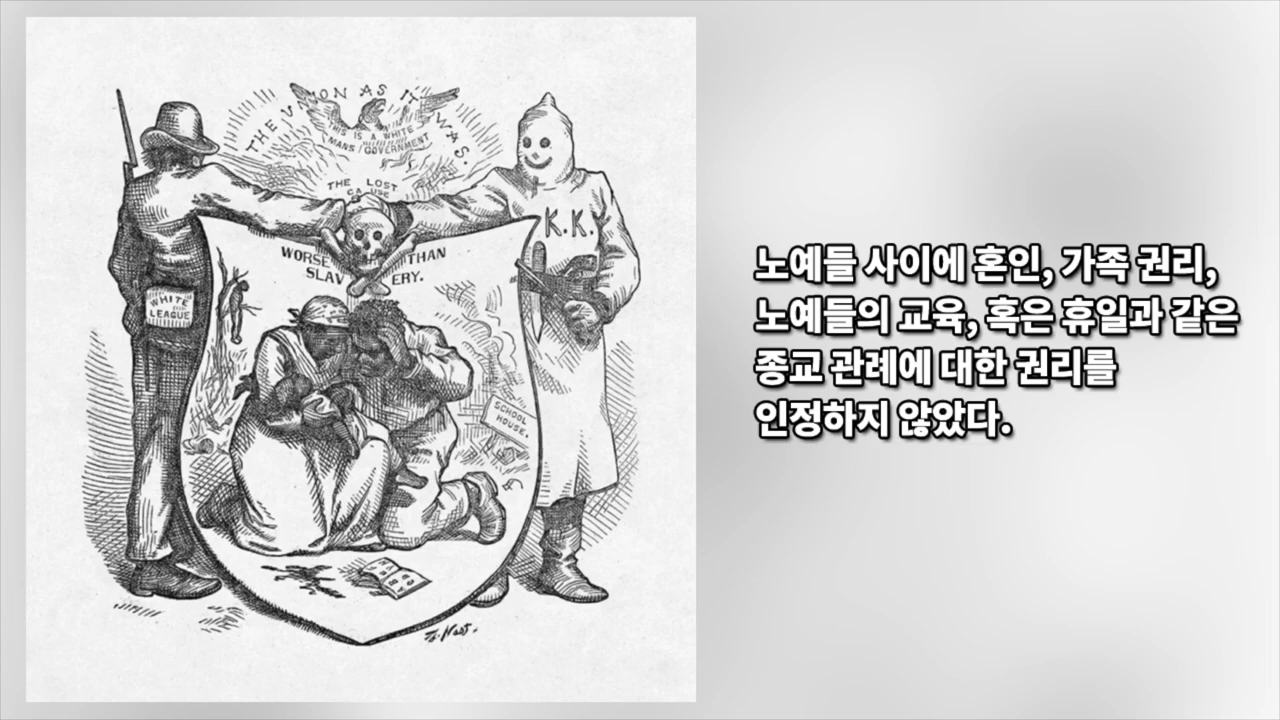 THE UNION AS IT WAS.
THIS IS A WHITE
MANS GOVERNMENT
THE LOST
CAUSE
WORSE THAN
SLAVERY.
WHITE
LEAGUE
K.K.
SCHOOL
HOUSE.
Th. Nast.
노예들 사이에 혼인, 가족 권리,
노예들의 교육, 혹은 휴일과 같은
종교 관례에 대한 권리를
인정하지 않았다.